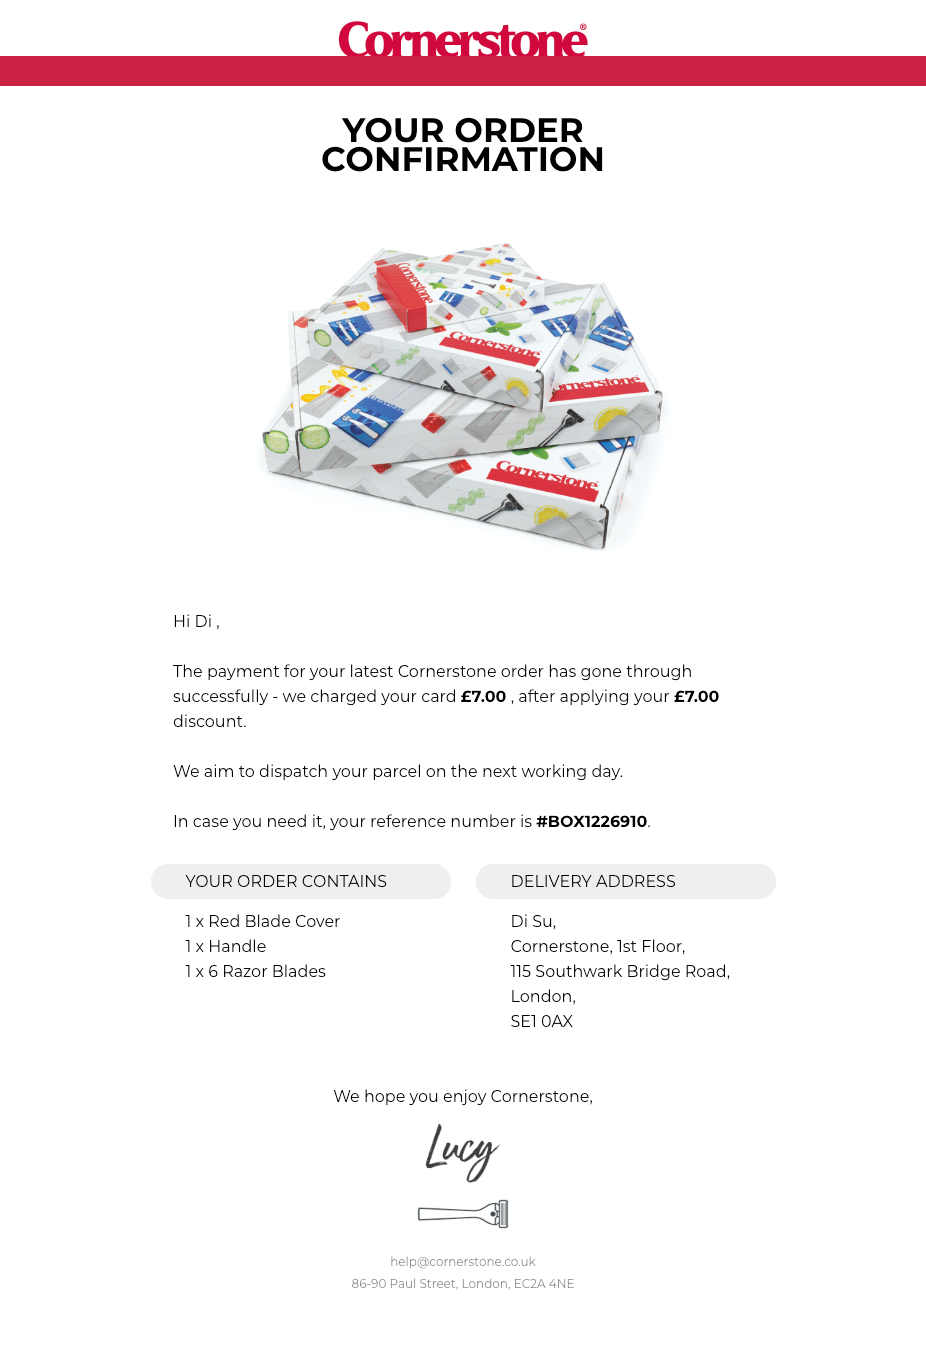 Cornerstone®
YOUR ORDER
CONFIRMATION
Cornerstone
Cornerstone
Cornerstone
Cornerstone
Hi Di ,
The payment for your latest Cornerstone order has gone through
successfully - we charged your card £7.00 , after applying your £7.00
discount.
We aim to dispatch your parcel on the next working day.
In case you need it, your reference number is #BOX1226910.
YOUR ORDER CONTAINS
1 x Red Blade Cover
1 x Handle
1 x 6 Razor Blades
DELIVERY ADDRESS
Di Su,
Cornerstone, 1st Floor,
115 Southwark Bridge Road,
London,
SE1 0AX
We hope you enjoy Cornerstone,
Lucy
help@cornerstone.co.uk
86-90 Paul Street, London, EC2A 4NE